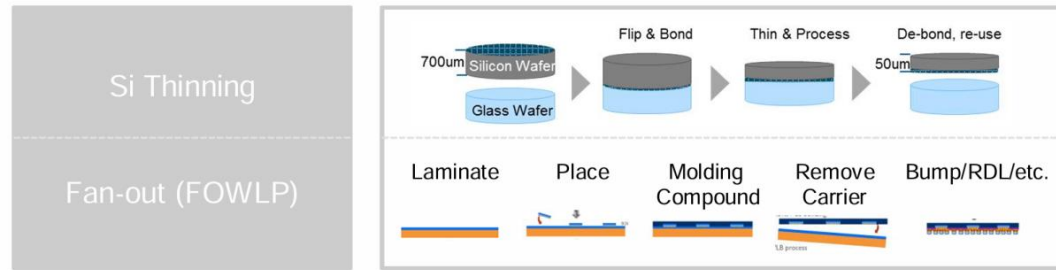 Si Thinning
Flip & Bond
Thin & Process
De-bond, re-use
700um
Silicon Wafer
50um
Glass Wafer
Fan-out (FOWLP)
Laminate
Place
Molding
Compound
Remove
Carrier
Bump/RDL/etc.
process